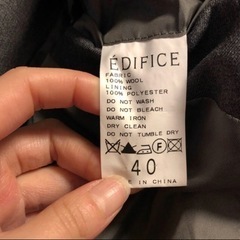 ÉDIFICE
FABRIC
100% WOOL
LINING
100% POLYESTER
DO NOT WASH
DO NOT BLEACH
WARM IRON
DRY CLEAN
DO NOT TUMBLE DRY
40
MADE IN CHINA